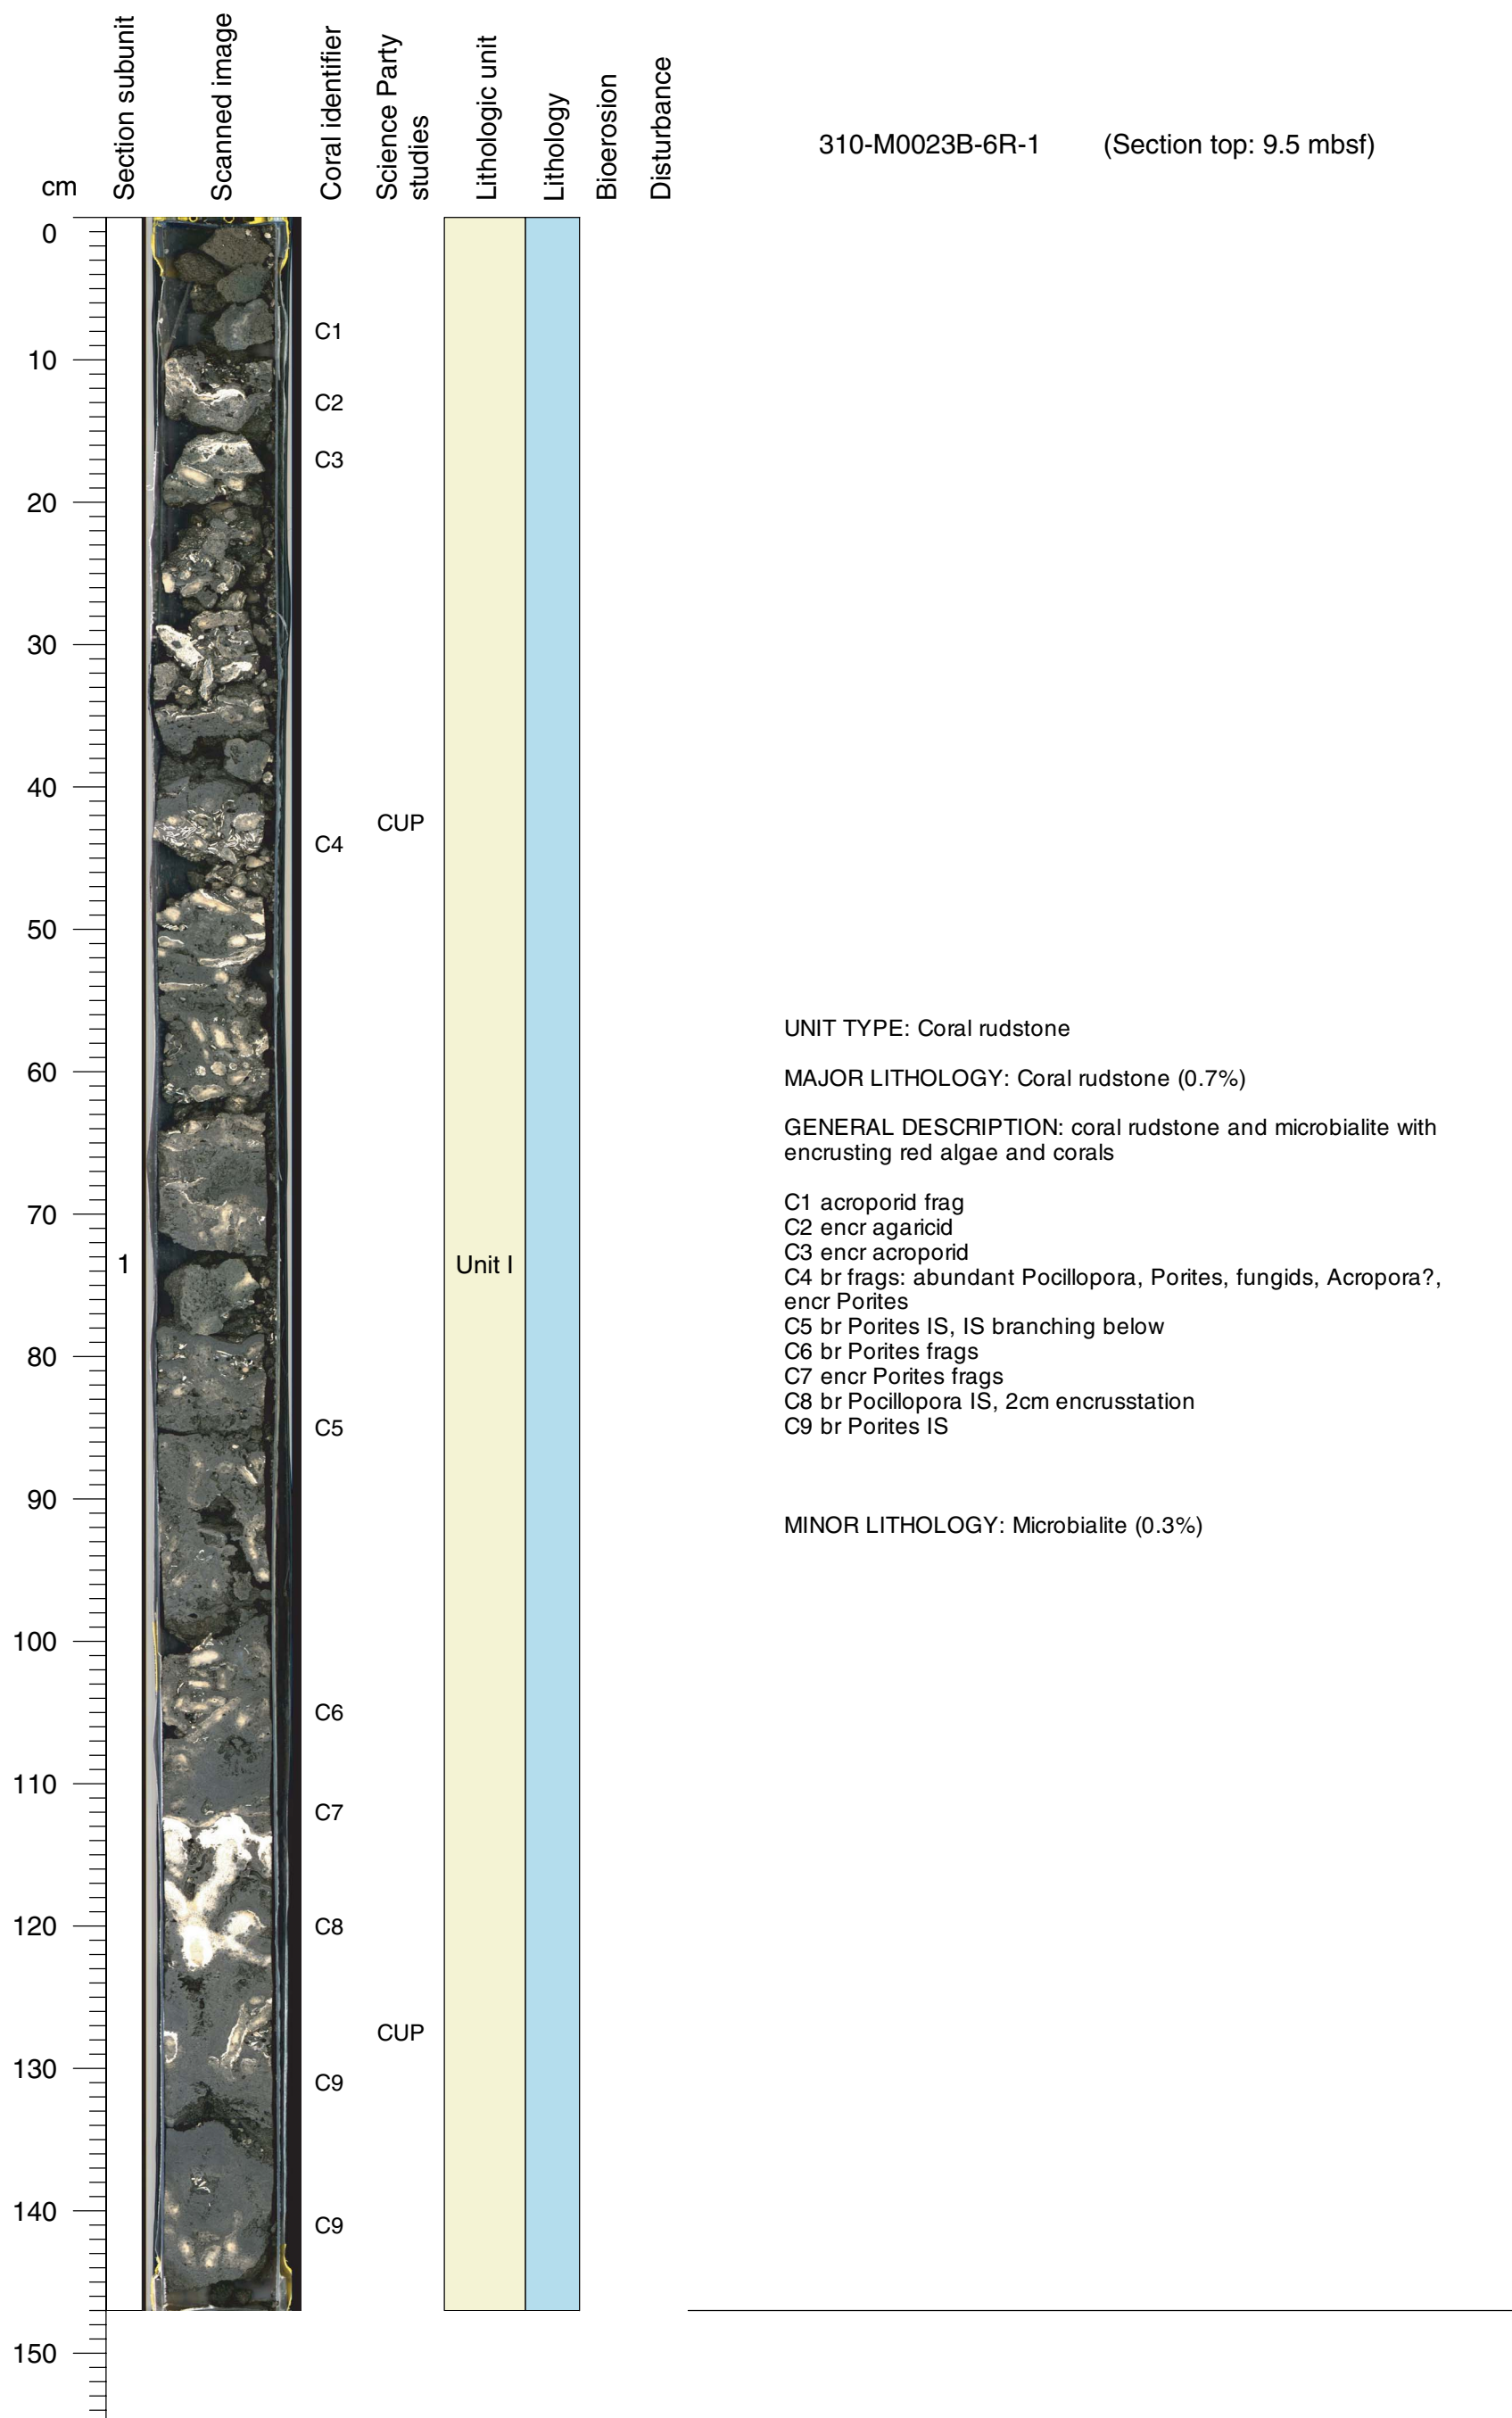 Section subunit
Scanned image
Coral identifier
Science Party
studies
Lithologic unit
Lithology
Bioerosion
Disturbance
310-M0023B-6R-1 (Section top: 9.5 mbsf)
cm
0
C1
10
C2
C3
20
30
40
CUP
C4
50
UNIT TYPE: Coral rudstone
60
MAJOR LITHOLOGY: Coral rudstone (0.7%)
GENERAL DESCRIPTION: coral rudstone and microbialite with
encrusting red algae and corals
70
1
Unit I
C1 acroporid frag
C2 encr agaricid
C3 encr acroporid
C4 br frags: abundant Pocillopora, Porites, fungids, Acropora?,
encr Porites
C5 br Porites IS, IS branching below
C6 br Porites frags
C7 encr Porites frags
C8 br Pocillopora IS, 2cm encrusstation
C9 br Porites IS
80
C5
90
MINOR LITHOLOGY: Microbialite (0.3%)
100
C6
110
C7
120
C8
CUP
130
C9
140
C9
150